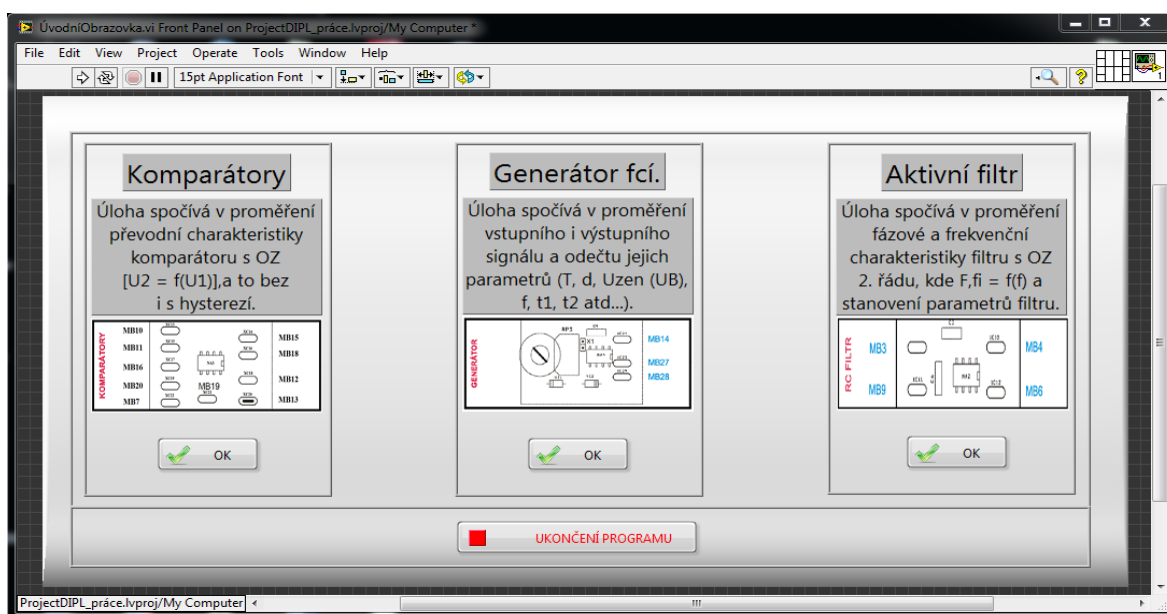 ÚvodníObrazovka.vi Front Panel on ProjectDIPL_práce.lvproj/My Computer *
File Edit View Project Operate Tools Window Help
15pt Application Font
1
Komparátory
Úloha spočívá v proměření
převodní charakteristiky
komparátoru s OZ
[U2 = f(U1)],a to bez
i s hysterezí.
KOMPARÁTORY
MB10
MB11
MB16
MB20
MB7
MB19
MB15
MB18
MB12
MB13
OK
Generátor fcí.
Úloha spočívá v proměření
vstupního i výstupního
signálu a odečtu jejich
parametrů (T, d, Uzen (UB),
f, t1, t2 atd...).
GENERÁTOR
MB14
MB27
MB28
OK
Aktivní filtr
Úloha spočívá v proměření
fázové a frekvenční
charakteristiky filtru s OZ
2. řádu, kde F,fi = f(f) a
stanovení parametrů filtru.
RC FILTR
MB3
MB9
MB4
MB6
OK
UKONČENÍ PROGRAMU
ProjectDIPL_práce.lvproj/My Computer